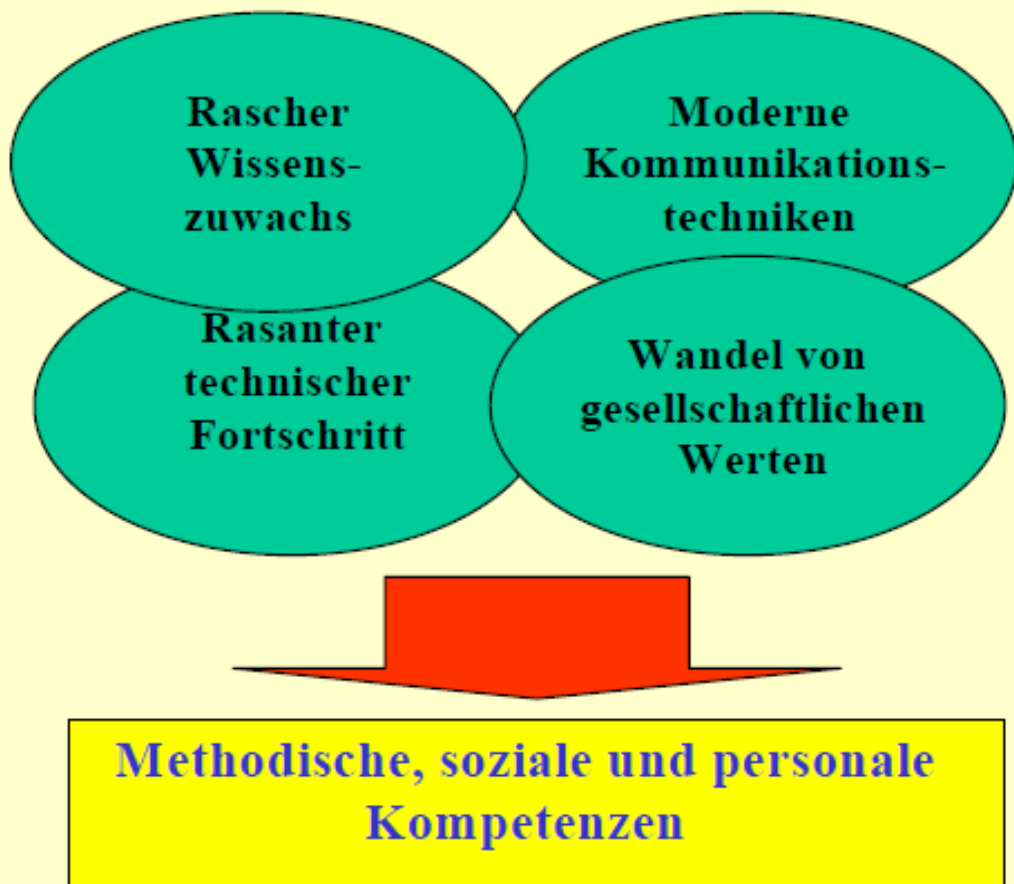 Rascher
Wissens-
zuwachs
Moderne
Kommunikations-
techniken
Rasanter
technischer
Fortschritt
Wandel von
gesellschaftlichen
Werten
Methodische, soziale und personale
Kompetenzen